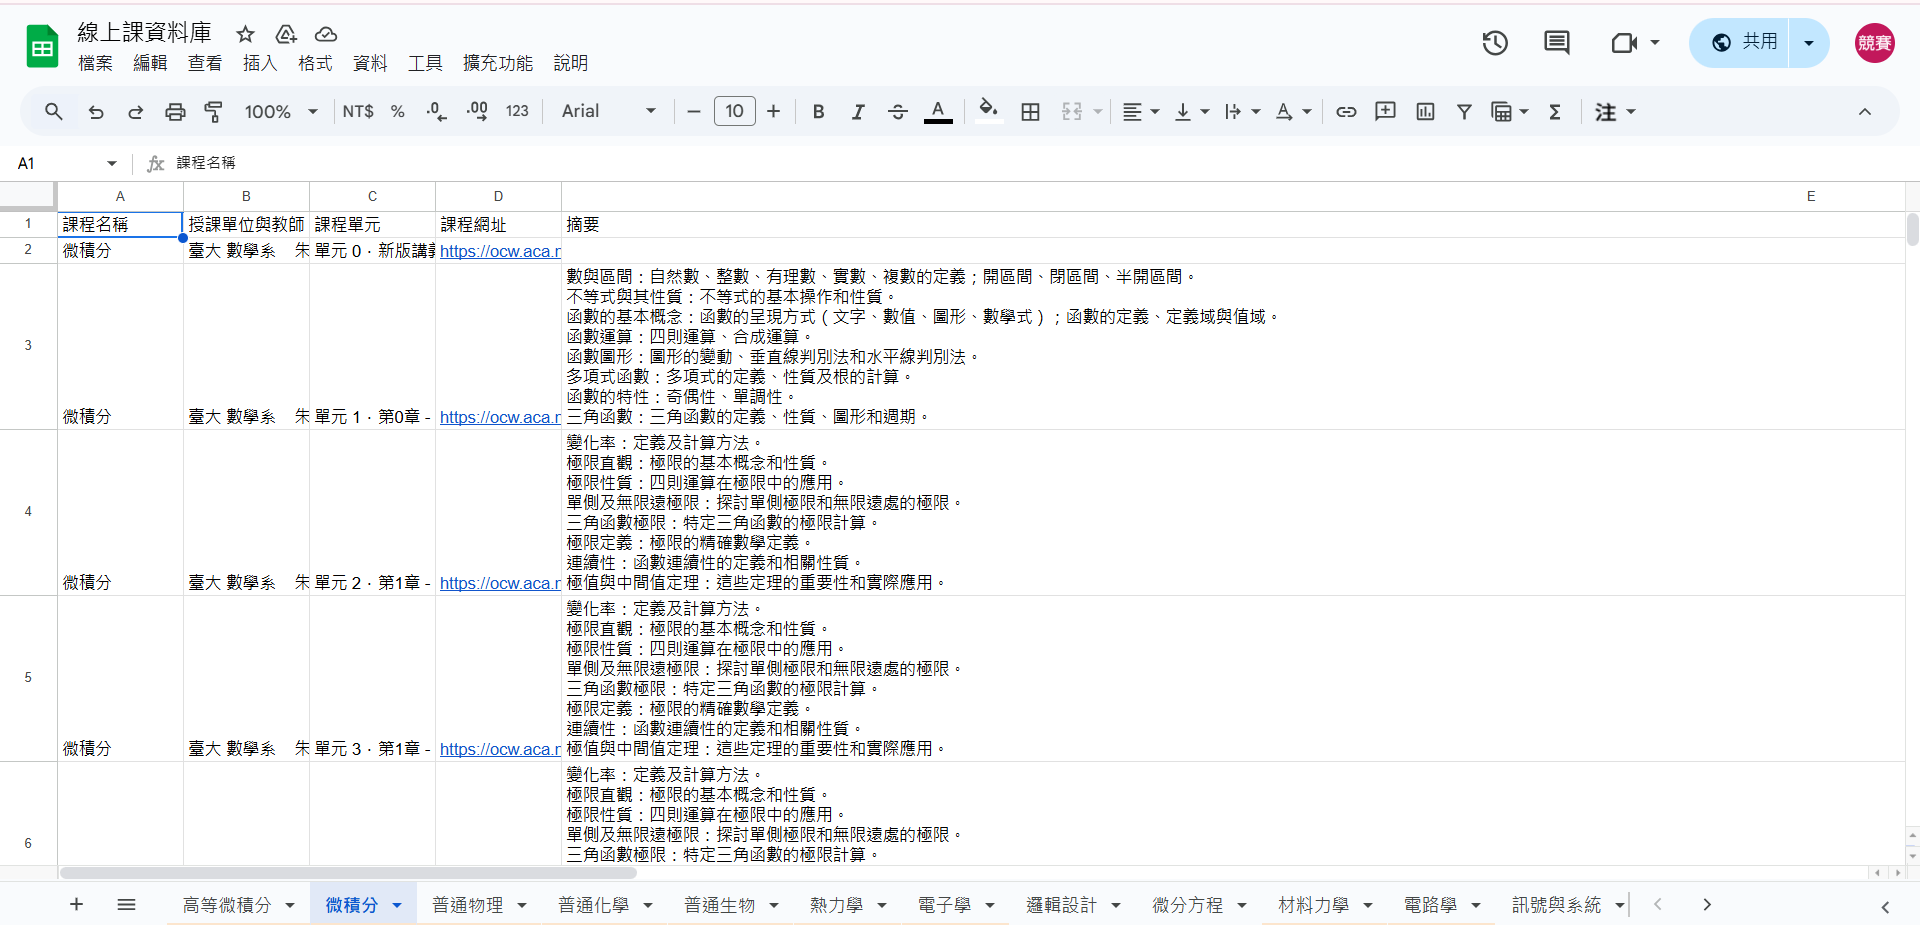 線上課資料庫
檔案 編輯 查看 插入 格式 資料 工具 擴充功能 說明
共用
競賽
100% NT$ % .0 .00 123 Arial 10 B I A 注
A1 fx 課程名稱
A B C D E
1 課程名稱 授課單位與教師 課程單元 課程網址 摘要
2 微積分 臺大 數學系 朱 單元 0．新版講義 https://ocw.aca.n
數與區間：自然數、整數、有理數、實數、複數的定義；開區間、閉區間、半開區間。
不等式與其性質：不等式的基本操作和性質。
函數的基本概念：函數的呈現方式（文字、數值、圖形、數學式）；函數的定義、定義域與值域。
函數運算：四則運算、合成運算。
3
函數圖形：圖形的變動、垂直線判別法和水平線判別法。
多項式函數：多項式的定義、性質及根的計算。
函數的特性：奇偶性、單調性。
微積分 臺大 數學系 朱 單元 1．第0章 - https://ocw.aca.n 三角函數：三角函數的定義、性質、圖形和週期。
變化率：定義及計算方法。
極限直觀：極限的基本概念和性質。
極限性質：四則運算在極限中的應用。
單側及無限遠極限：探討單側極限和無限遠處的極限。
4
三角函數極限：特定三角函數的極限計算。
極限定義：極限的精確數學定義。
連續性：函數連續性的定義和相關性質。
微積分 臺大 數學系 朱 單元 2．第1章 - https://ocw.aca.n 極值與中間值定理：這些定理的重要性和實際應用。
變化率：定義及計算方法。
極限直觀：極限的基本概念和性質。
極限性質：四則運算在極限中的應用。
單側及無限遠極限：探討單側極限和無限遠處的極限。
5
三角函數極限：特定三角函數的極限計算。
極限定義：極限的精確數學定義。
連續性：函數連續性的定義和相關性質。
微積分 臺大 數學系 朱 單元 3．第1章 - https://ocw.aca.n 極值與中間值定理：這些定理的重要性和實際應用。
變化率：定義及計算方法。
極限直觀：極限的基本概念和性質。
極限性質：四則運算在極限中的應用。
單側及無限遠極限：探討單側極限和無限遠處的極限。
6
三角函數極限：特定三角函數的極限計算。
高等微積分 微積分 普通物理 普通化學 普通生物 熱力學 電子學 邏輯設計 微分方程 材料力學 電路學 訊號與系統